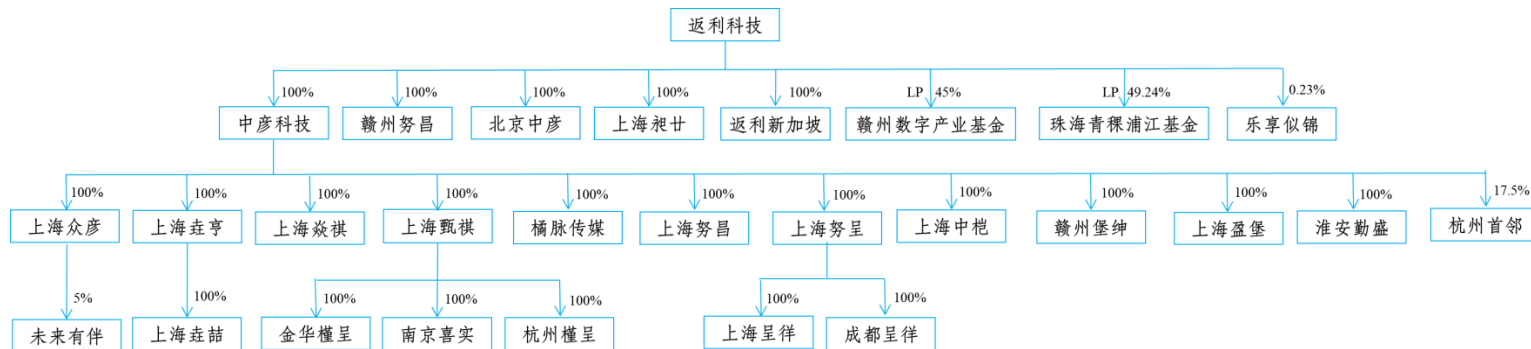 返利科技
100% 100% 100% 100% 100% LP 45% LP 49.24% 0.23%
中彦科技 赣州努昌 北京中彦 上海昶廿 返利新加坡 赣州数字产业基金 珠海青稞浦江基金 乐享似锦
100% 100% 100% 100% 100% 100% 100% 100% 100% 100% 100% 17.5%
上海众彦 上海垚亨 上海焱祺 上海甄祺 橘脉传媒 上海努昌 上海努呈 上海中桤 赣州堡绅 上海盈堡 淮安勤盛 杭州首邻
5% 100% 100% 100% 100% 100% 100%
未来有伴 上海垚喆 金华槿呈 南京喜实 杭州槿呈 上海呈徉 成都呈徉